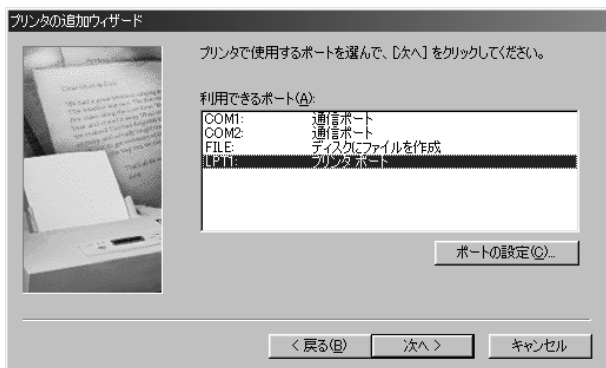 プリンタの追加ウィザード
プリンタで使用するポートを選んで、[次へ] をクリックしてください。
利用できるポート(A):
COM1: 通信ポート
COM2: 通信ポート
FILE: ディスクにファイルを作成
LPT1: プリンタ ポート
ポートの設定(C)...
< 戻る(B)
次へ >
キャンセル